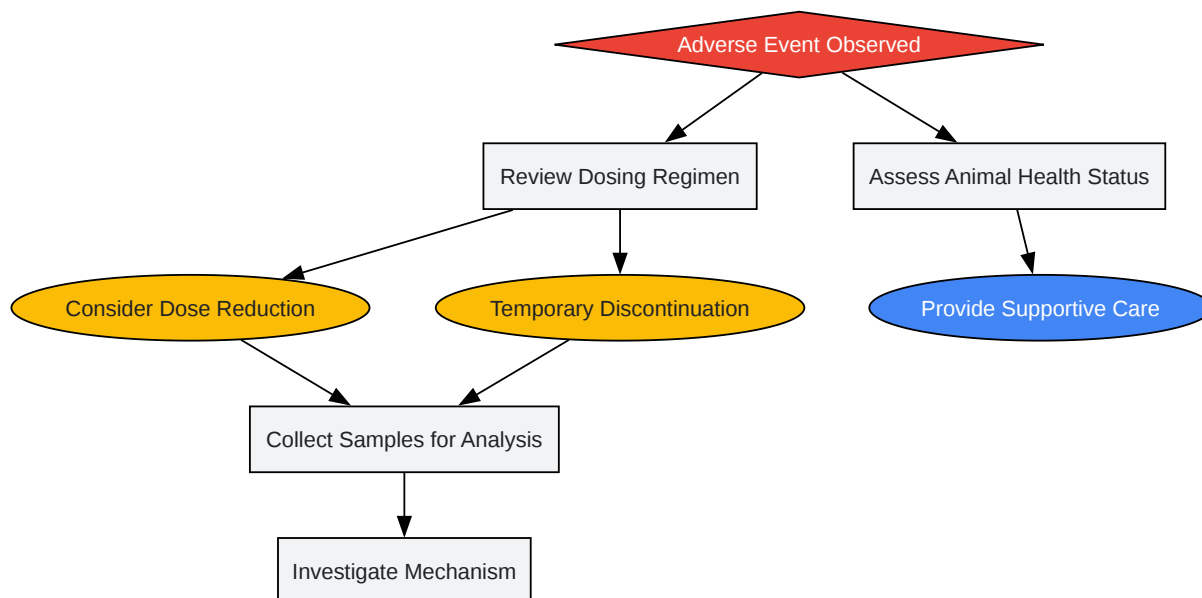 Adverse Event Observed
Review Dosing Regimen
Assess Animal Health Status
Consider Dose Reduction
Temporary Discontinuation
Provide Supportive Care
Collect Samples for Analysis
Investigate Mechanism